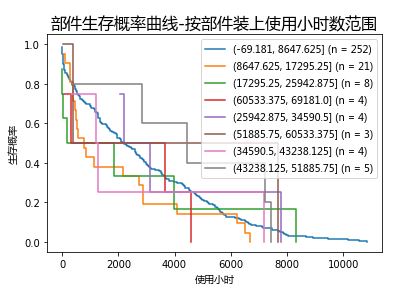 部件生存概率曲线-按部件装上使用小时数范围
1.0
0.8
0.6
0.4
0.2
0.0
生存概率
(-69.181, 8647.625] (n = 252)
(8647.625, 17295.25] (n = 21)
(17295.25, 25942.875] (n = 8)
(60533.375, 69181.0] (n = 4)
(25942.875, 34590.5] (n = 4)
(51885.75, 60533.375] (n = 3)
(34590.5, 43238.125] (n = 4)
(43238.125, 51885.75] (n = 5)
0 2000 4000 6000 8000 10000
使用小时